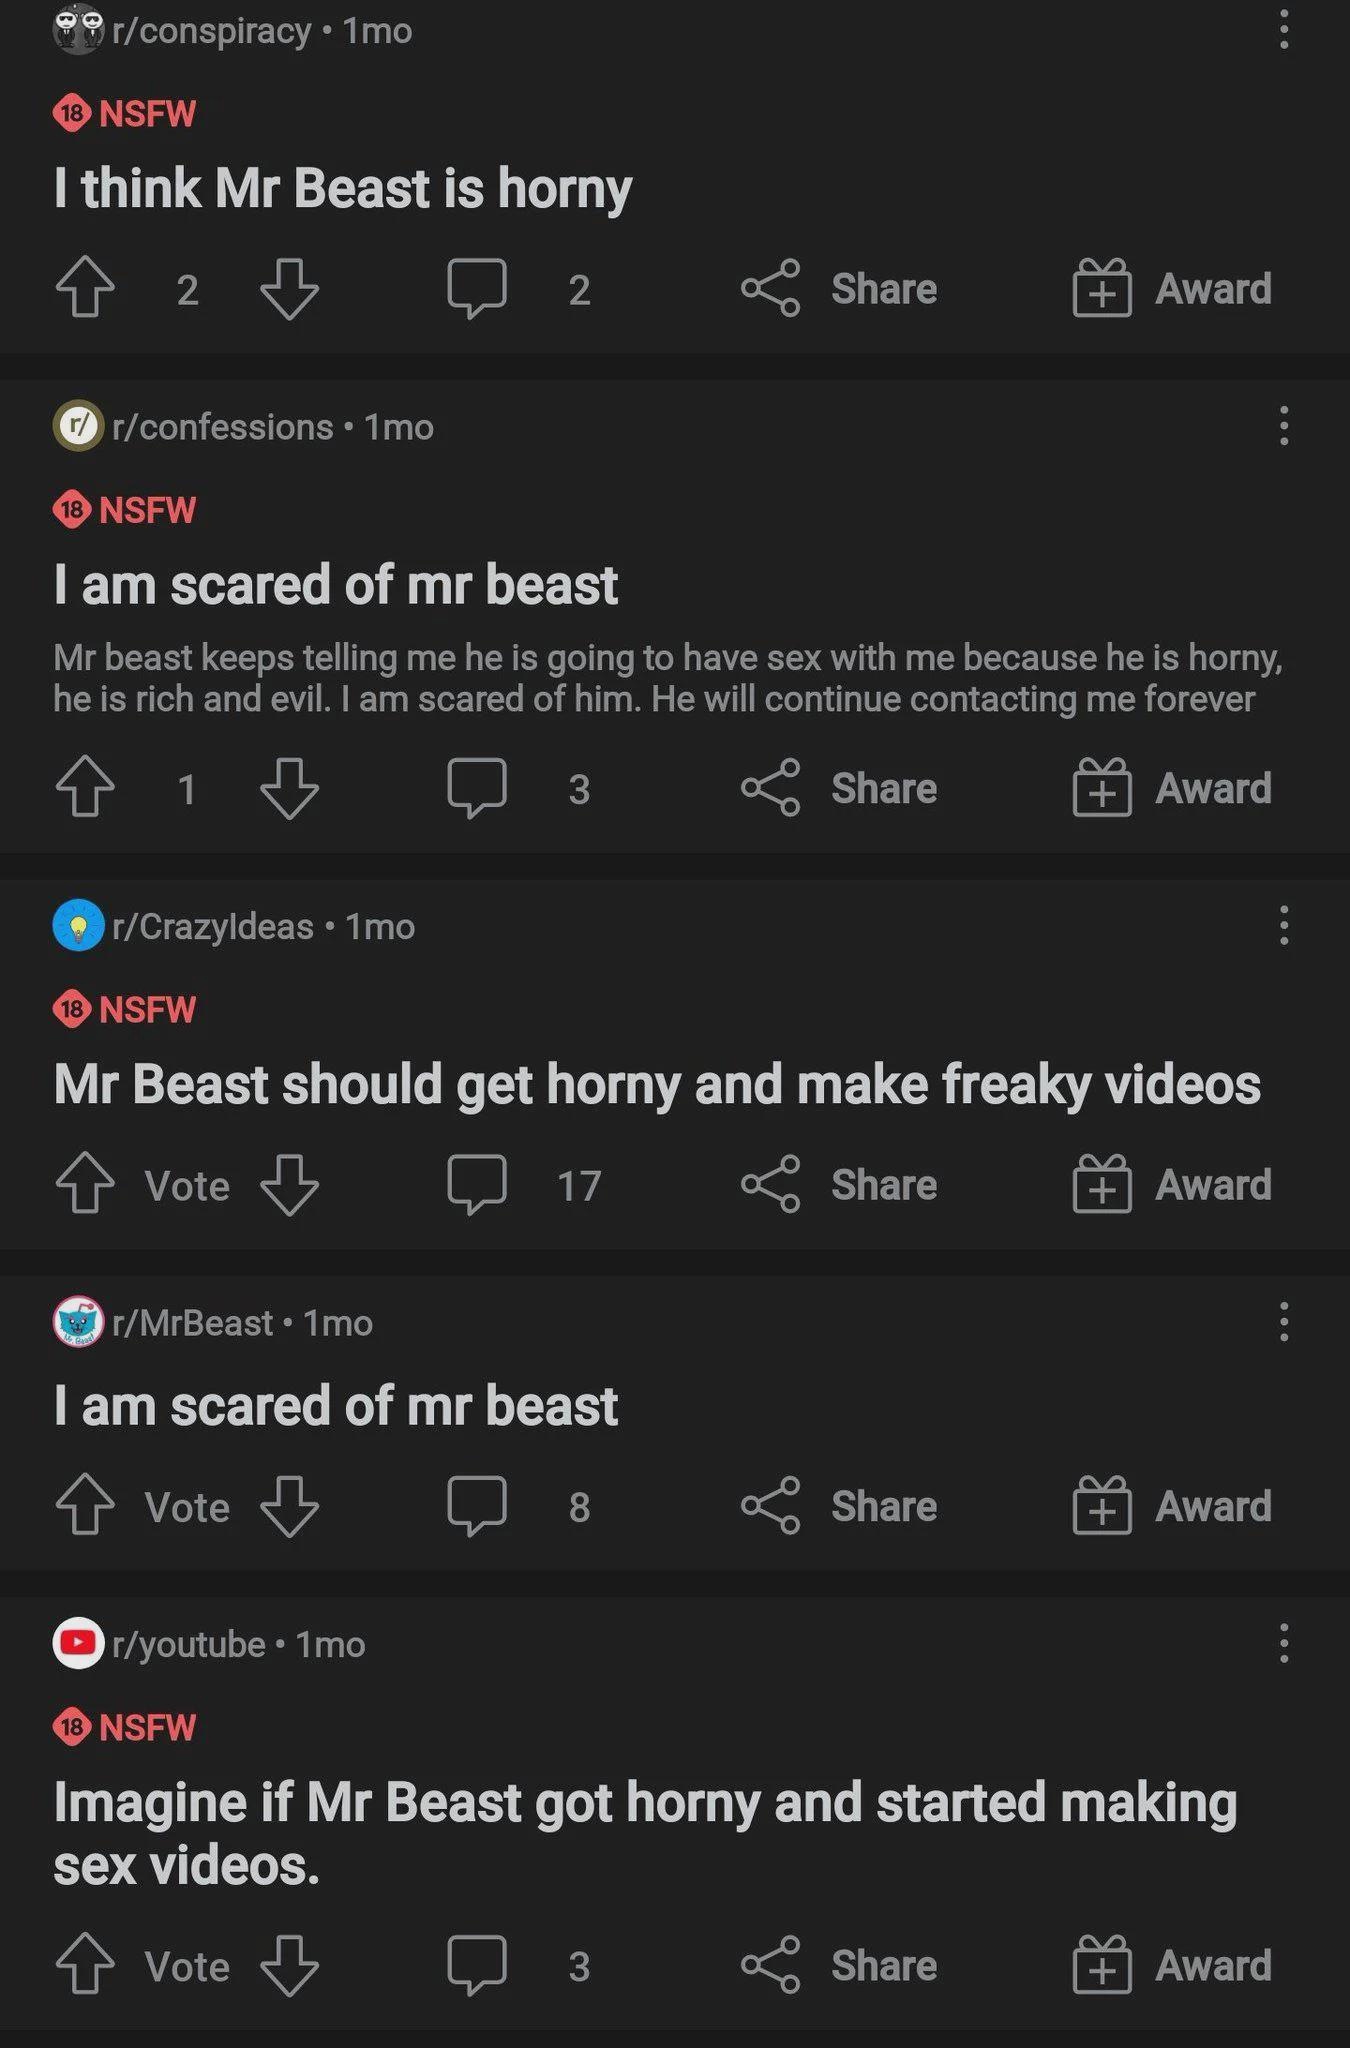 r/conspiracy • 1mo
18 NSFW
I think Mr Beast is horny
2 2 Share Award
r/ r/confessions • 1mo
18 NSFW
I am scared of mr beast
Mr beast keeps telling me he is going to have sex with me because he is horny,
he is rich and evil. I am scared of him. He will continue contacting me forever
1 3 Share Award
r/CrazyIdeas • 1mo
18 NSFW
Mr Beast should get horny and make freaky videos
Vote 17 Share Award
r/MrBeast • 1mo
I am scared of mr beast
Vote 8 Share Award
r/youtube • 1mo
18 NSFW
Imagine if Mr Beast got horny and started making
sex videos.
Vote 3 Share Award